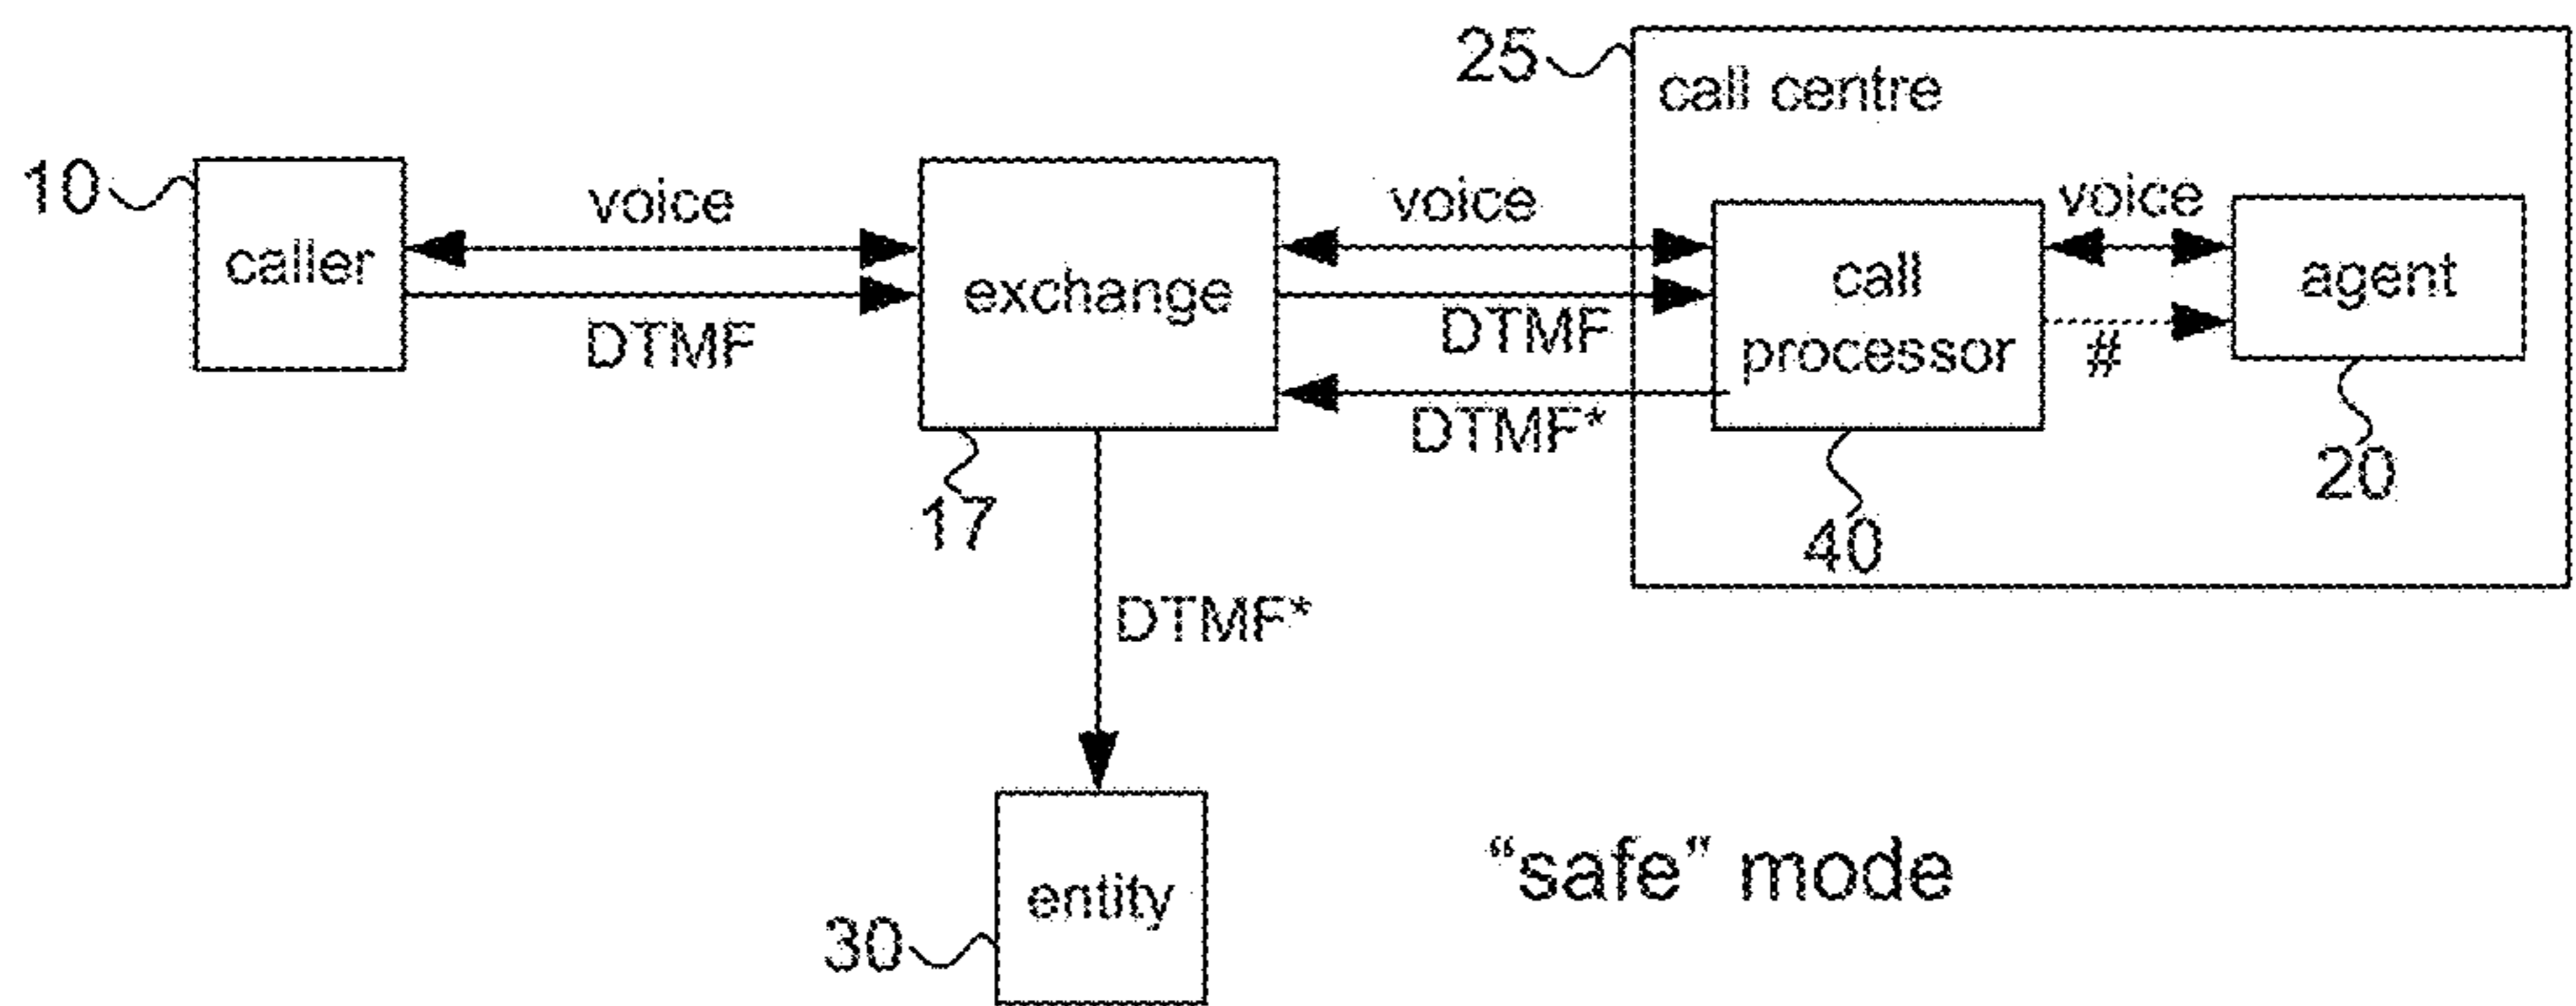 25
call centre
10
voice
voice
voice
caller
exchange
call
processor
agent
DTMF
DTMF
#
DTMF*
20
17
40
DTMF*
entity
"safe" mode
30